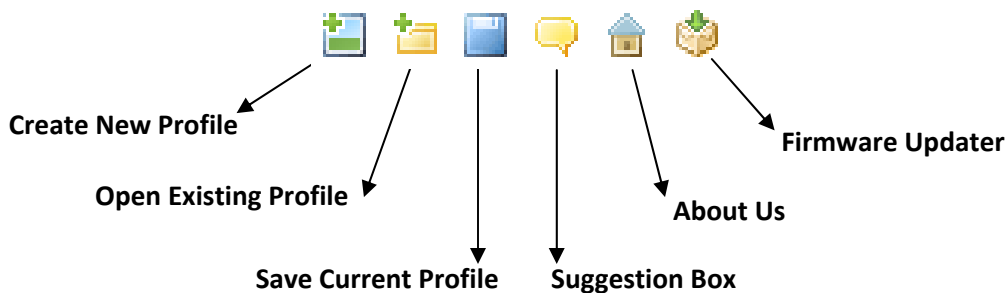 Create New Profile
Firmware Updater
Open Existing Profile
About Us
Save Current Profile
Suggestion Box